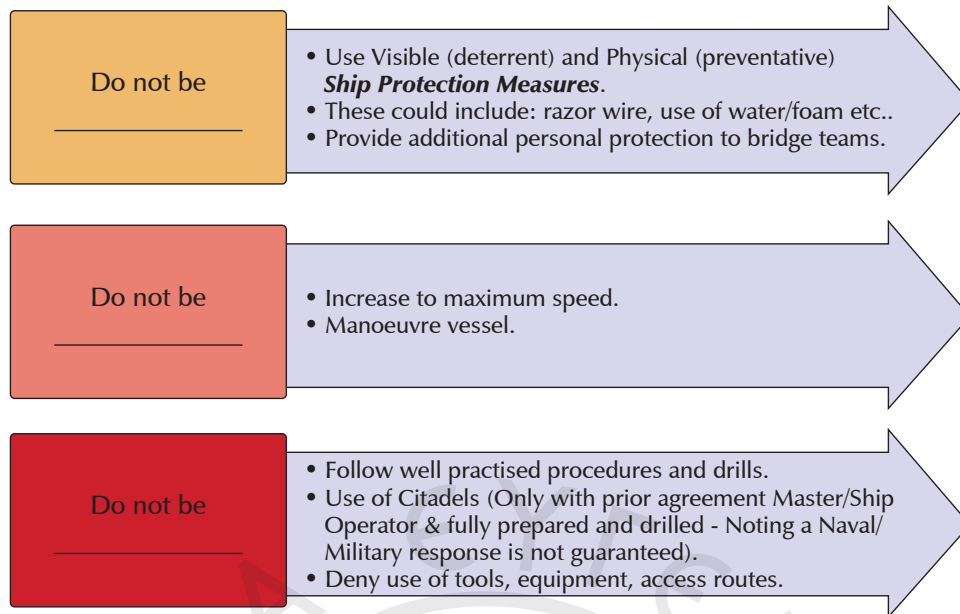 Do not be
• Use Visible (deterrent) and Physical (preventative)
Ship Protection Measures.
• These could include: razor wire, use of water/foam etc..
• Provide additional personal protection to bridge teams.
Do not be
• Increase to maximum speed.
• Manoeuvre vessel.
Do not be
• Follow well practised procedures and drills.
• Use of Citadels (Only with prior agreement Master/Ship
Operator & fully prepared and drilled - Noting a Naval/
Military response is not guaranteed).
• Deny use of tools, equipment, access routes.